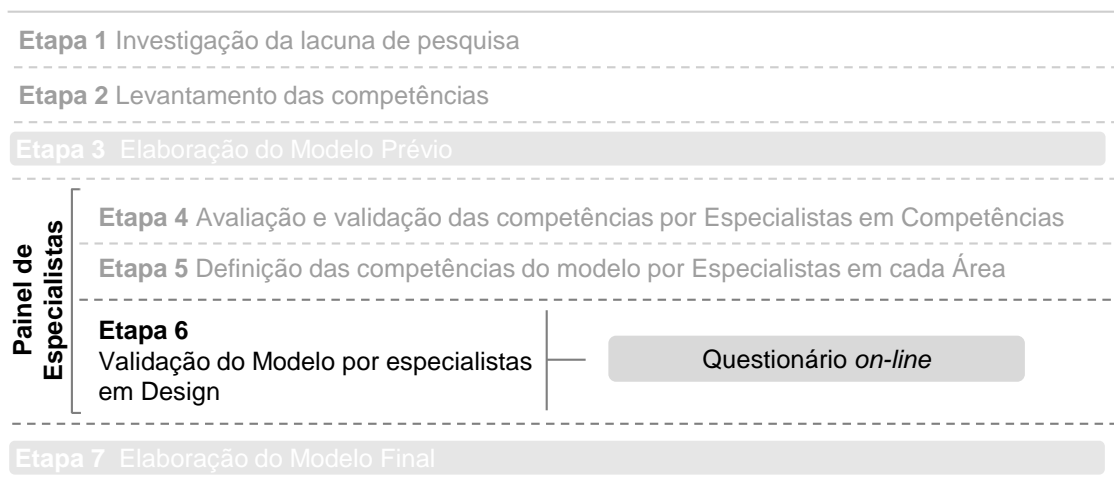 Etapa 1 Investigação da lacuna de pesquisa
Etapa 2 Levantamento das competências
Etapa 3 Elaboração do Modelo Prévio
Painel de
Especialistas
Etapa 4 Avaliação e validação das competências por Especialistas em Competências
Etapa 5 Definição das competências do modelo por Especialistas em cada Área
Etapa 6
Validação do Modelo por especialistas
em Design
Questionário on-line
Etapa 7 Elaboração do Modelo Final